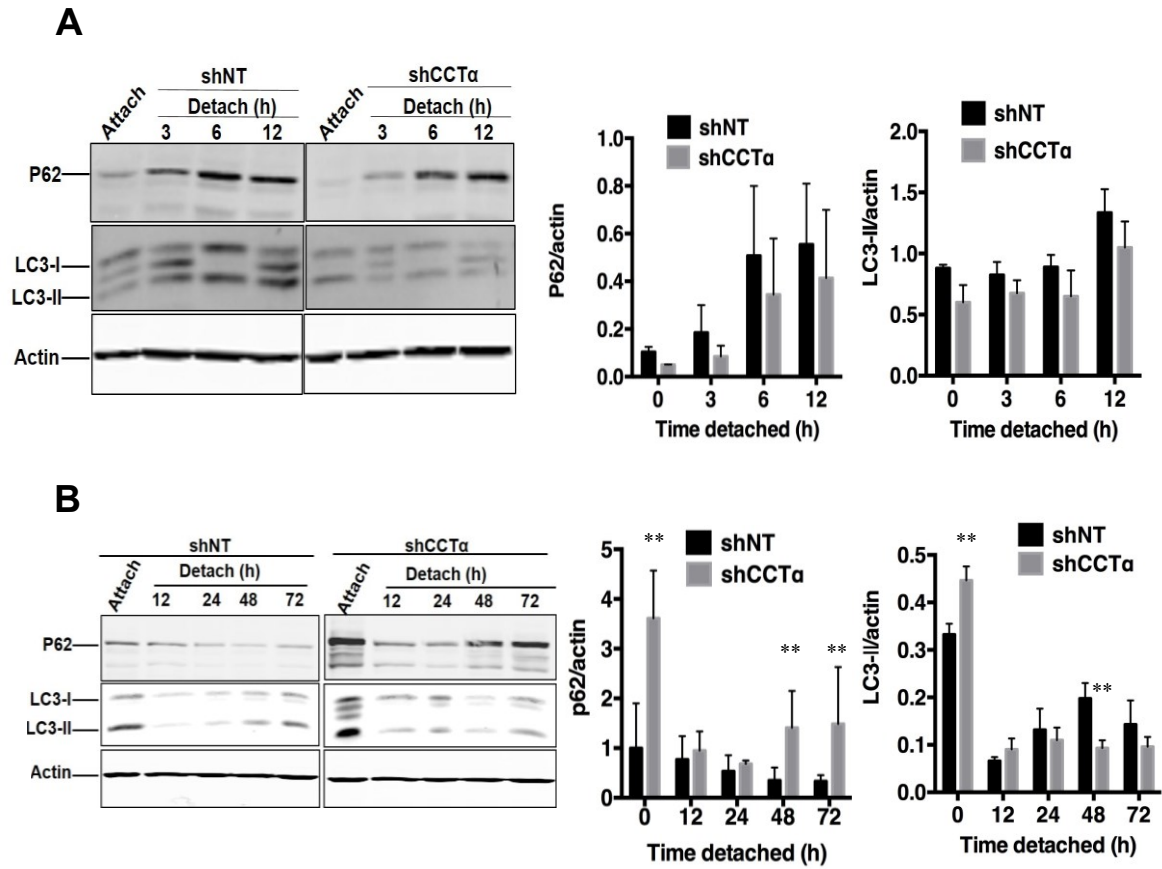 A
shNT
shCCTα
Attach
Detach (h)
Attach
Detach (h)
3 6 12
3 6 12
P62
LC3-I
LC3-II
Actin
shNT
shCCTα
P62/actin
1.0
0.8
0.6
0.4
0.2
0.0
0 3 6 12
Time detached (h)
shNT
shCCTα
LC3-II/actin
2.0
1.5
1.0
0.5
0.0
0 3 6 12
Time detached (h)
B
shNT
shCCTα
Attach
Detach (h)
Attach
Detach (h)
12 24 48 72
12 24 48 72
P62
LC3-I
LC3-II
Actin
shNT
shCCTα
p62/actin
5
4
3
2
1
0
**
**
**
0 12 24 48 72
Time detached (h)
shNT
shCCTα
LC3-II/actin
0.5
0.4
0.3
0.2
0.1
0.0
**
**
0 12 24 48 72
Time detached (h)